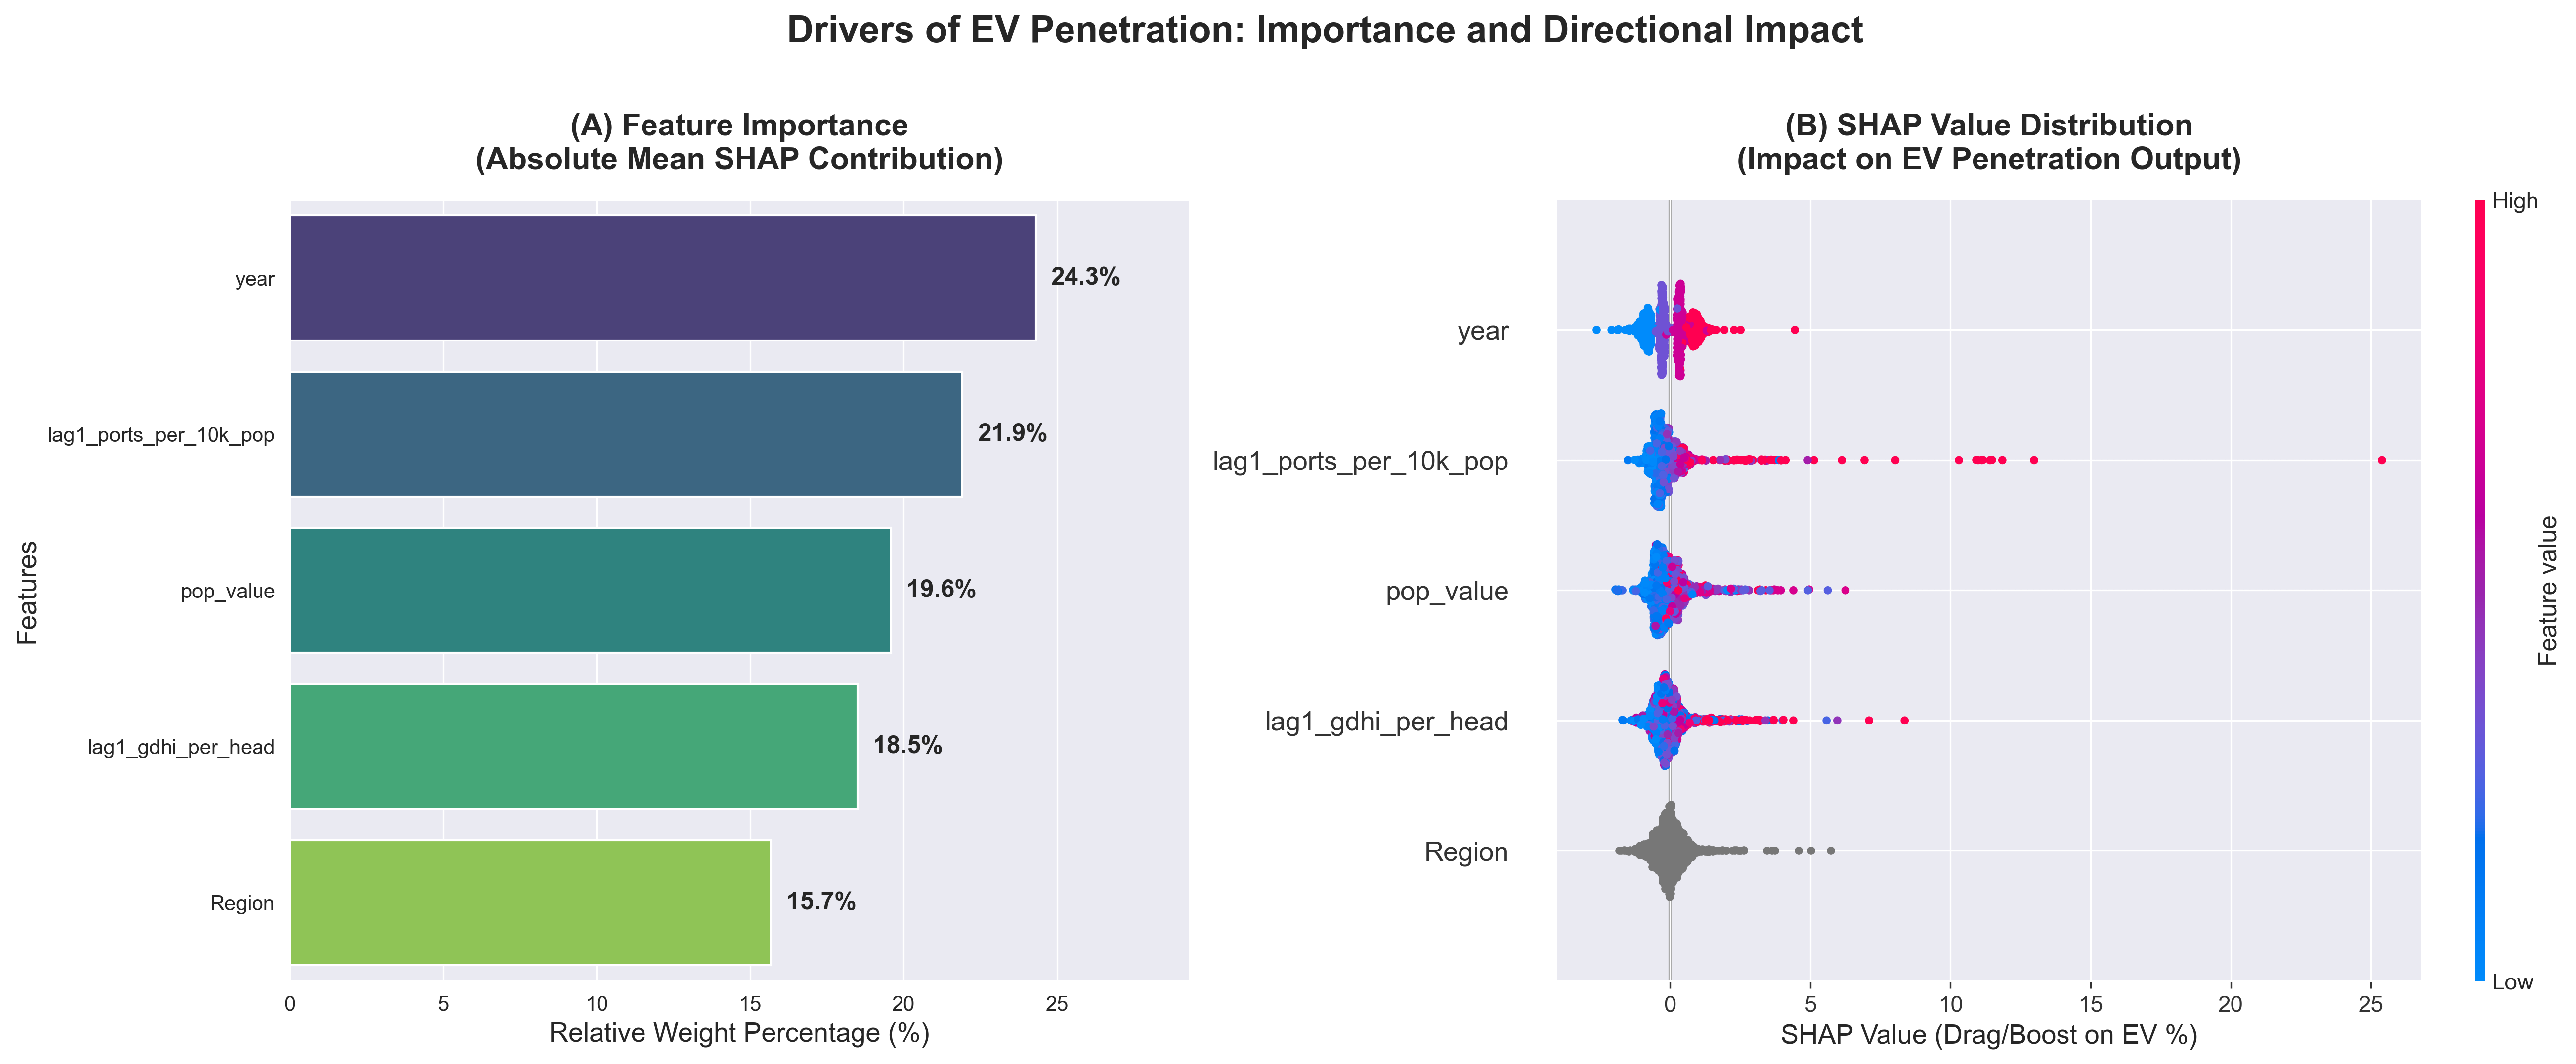 Drivers of EV Penetration: Importance and Directional Impact
(A) Feature Importance
(Absolute Mean SHAP Contribution)
Features
year
24.3%
lag1_ports_per_10k_pop
21.9%
pop_value
19.6%
lag1_gdhi_per_head
18.5%
Region
15.7%
0 5 10 15 20 25
Relative Weight Percentage (%)
(B) SHAP Value Distribution
(Impact on EV Penetration Output)
year
lag1_ports_per_10k_pop
pop_value
lag1_gdhi_per_head
Region
0 5 10 15 20 25
SHAP Value (Drag/Boost on EV %)
High
Feature value
Low